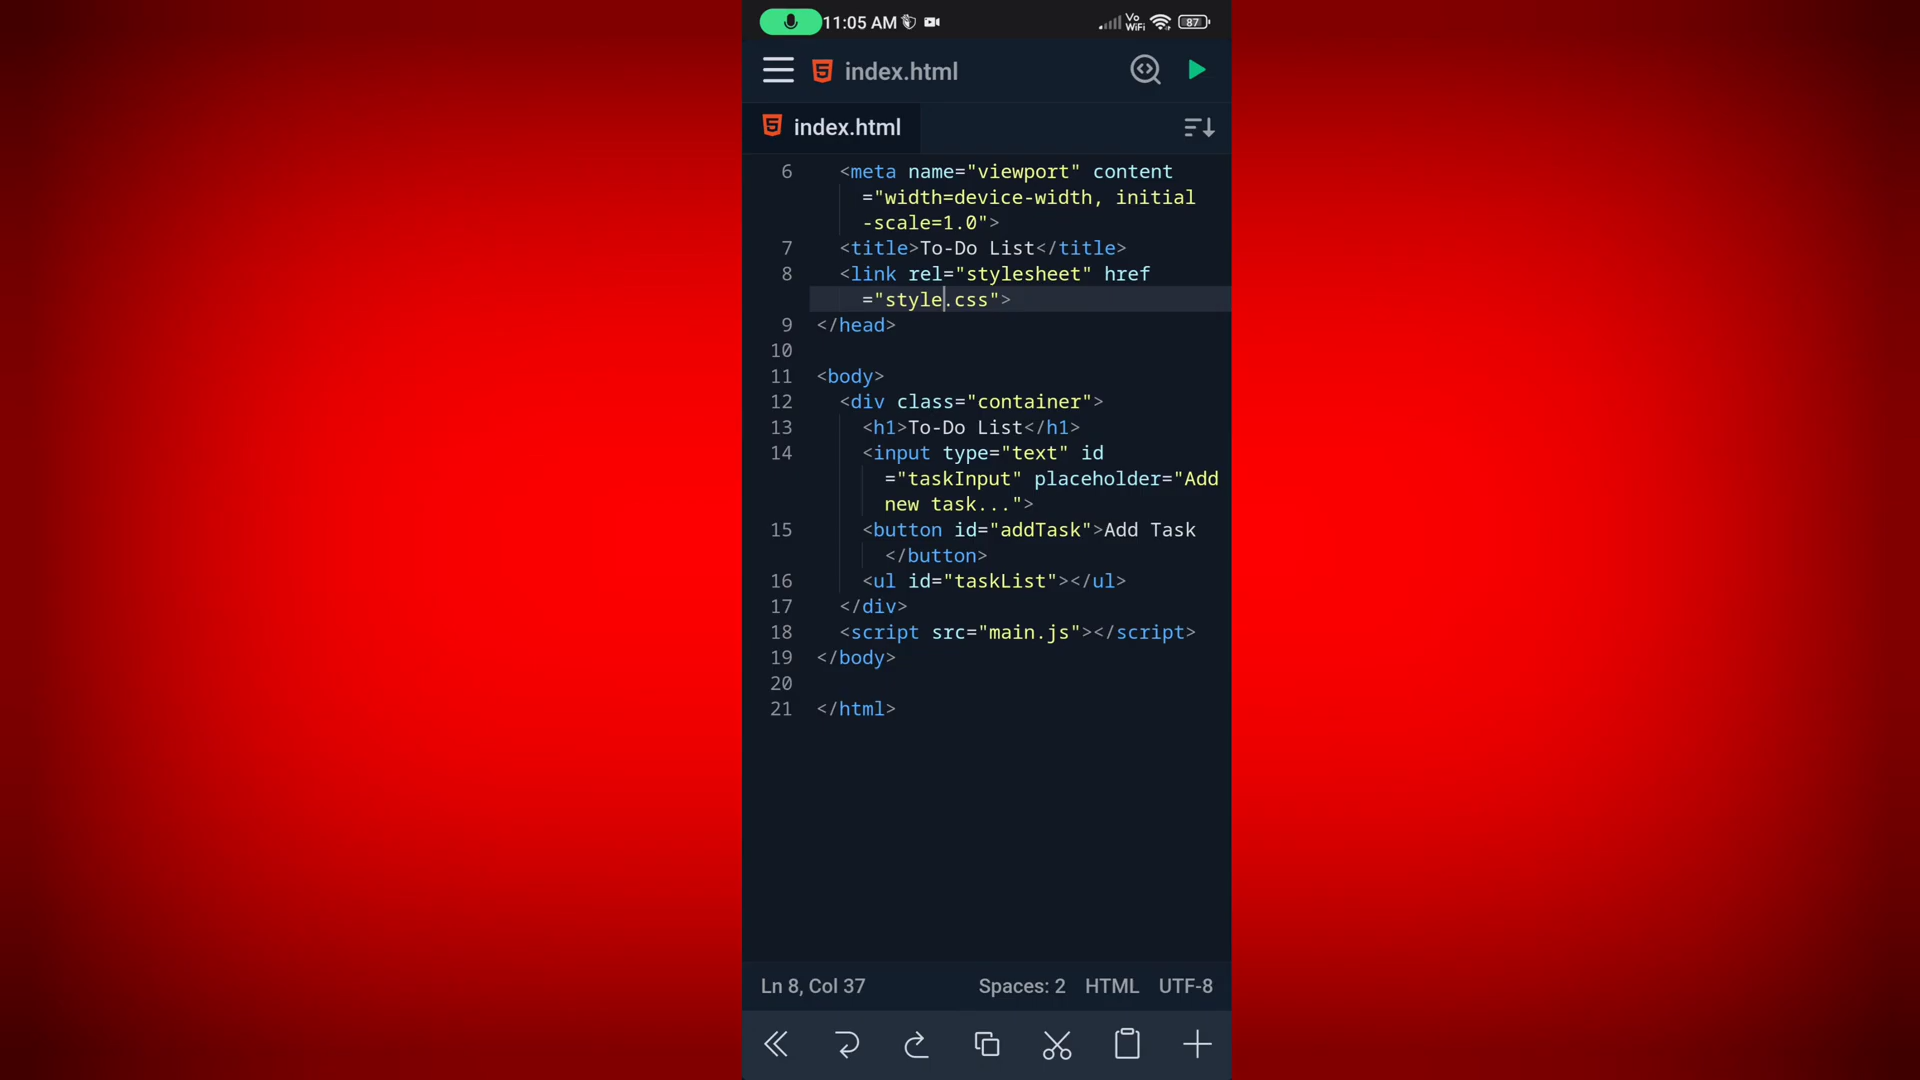 11:05 AM
Vo WiFi 87
index.html
index.html
6 <meta name="viewport" content
="width=device-width, initial
-scale=1.0">
7 <title>To-Do List</title>
8 <link rel="stylesheet" href
="style.css">
9 </head>
10
11 <body>
12 <div class="container">
13 <h1>To-Do List</h1>
14 <input type="text" id
="taskInput" placeholder="Add
new task...">
15 <button id="addTask">Add Task
</button>
16 <ul id="taskList"></ul>
17 </div>
18 <script src="main.js"></script>
19 </body>
20
21 </html>
Ln 8, Col 37 Spaces: 2 HTML UTF-8